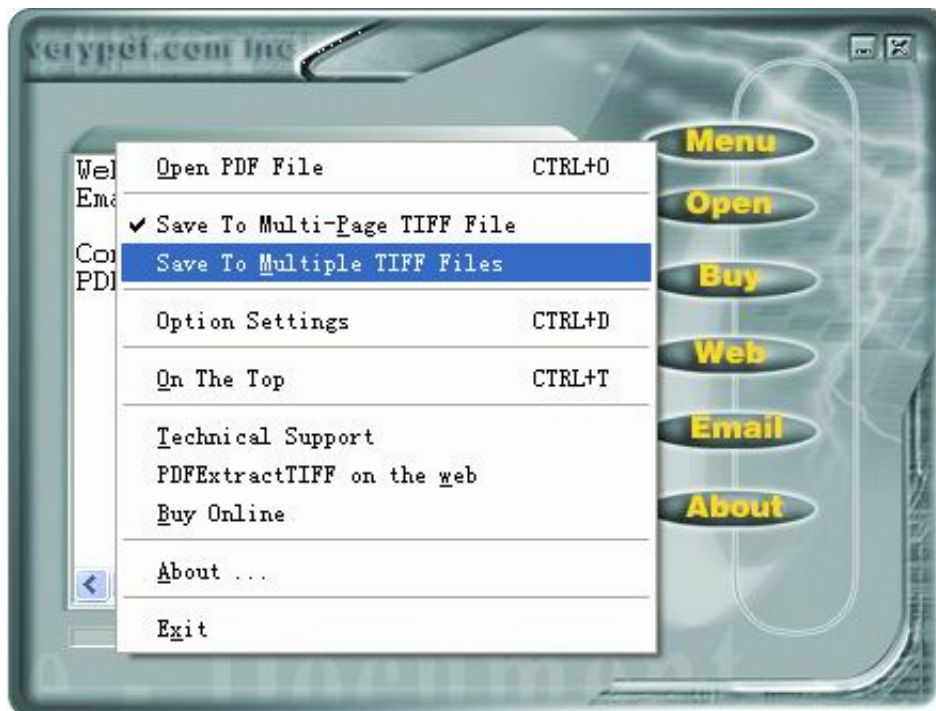 verypdf.com Inc
Menu
Open
Buy
Web
Email
About
Open PDF File CTRL+O
Save To Multi-Page TIFF File
Save To Multiple TIFF Files
Option Settings CTRL+D
On The Top CTRL+T
Technical Support
PDFExtractTIFF on the web
Buy Online
About ...
Exit
Document